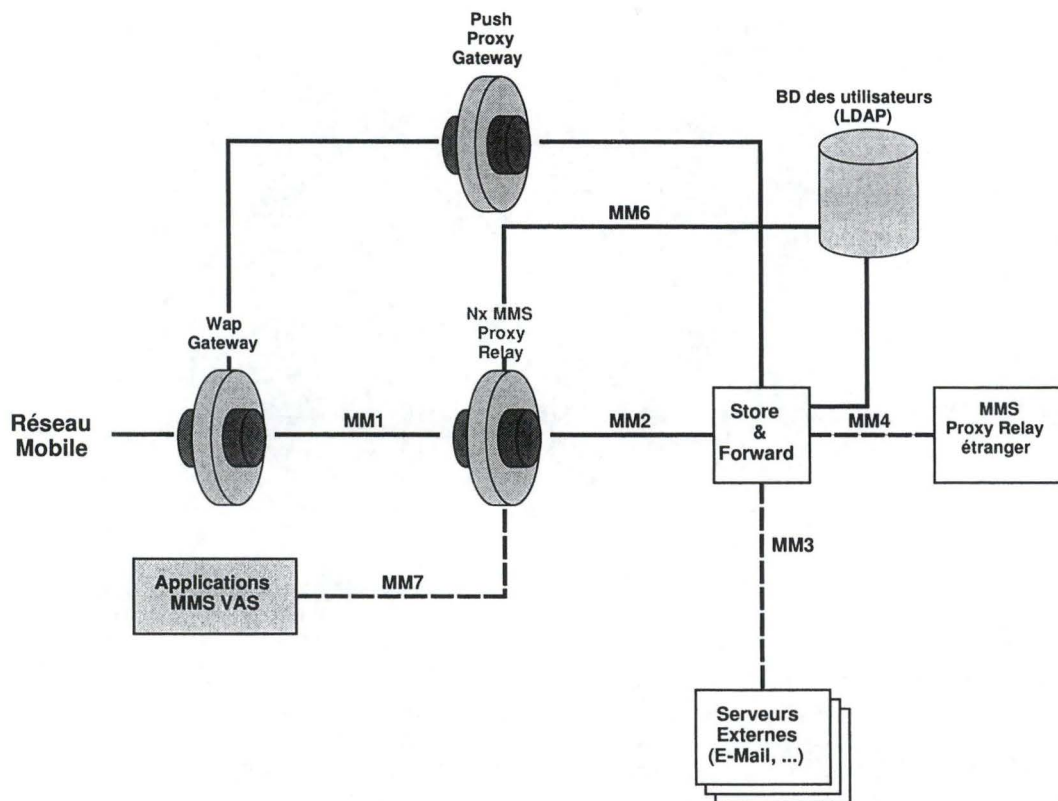 Push
Proxy
Gateway
BD des utilisateurs
(LDAP)
MM6
Wap
Gateway
Nx MMS
Proxy
Relay
Réseau
Mobile
MM1
MM2
Store
&
Forward
MM4
MMS
Proxy Relay
étranger
MM3
Applications
MMS VAS
MM7
Serveurs
Externes
(E-Mail, ...)